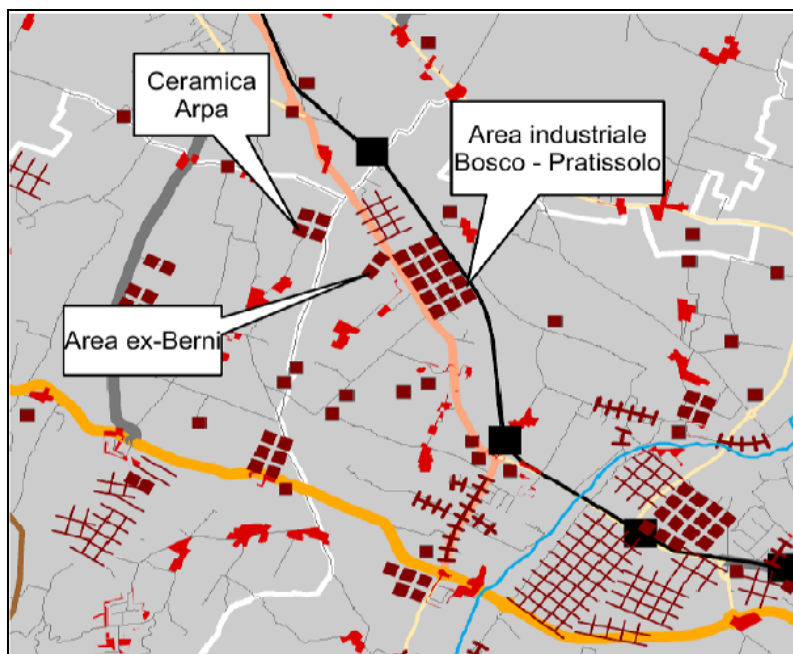 Ceramica
Arpa
Area industriale
Bosco - Pratissolo
Area ex-Berni